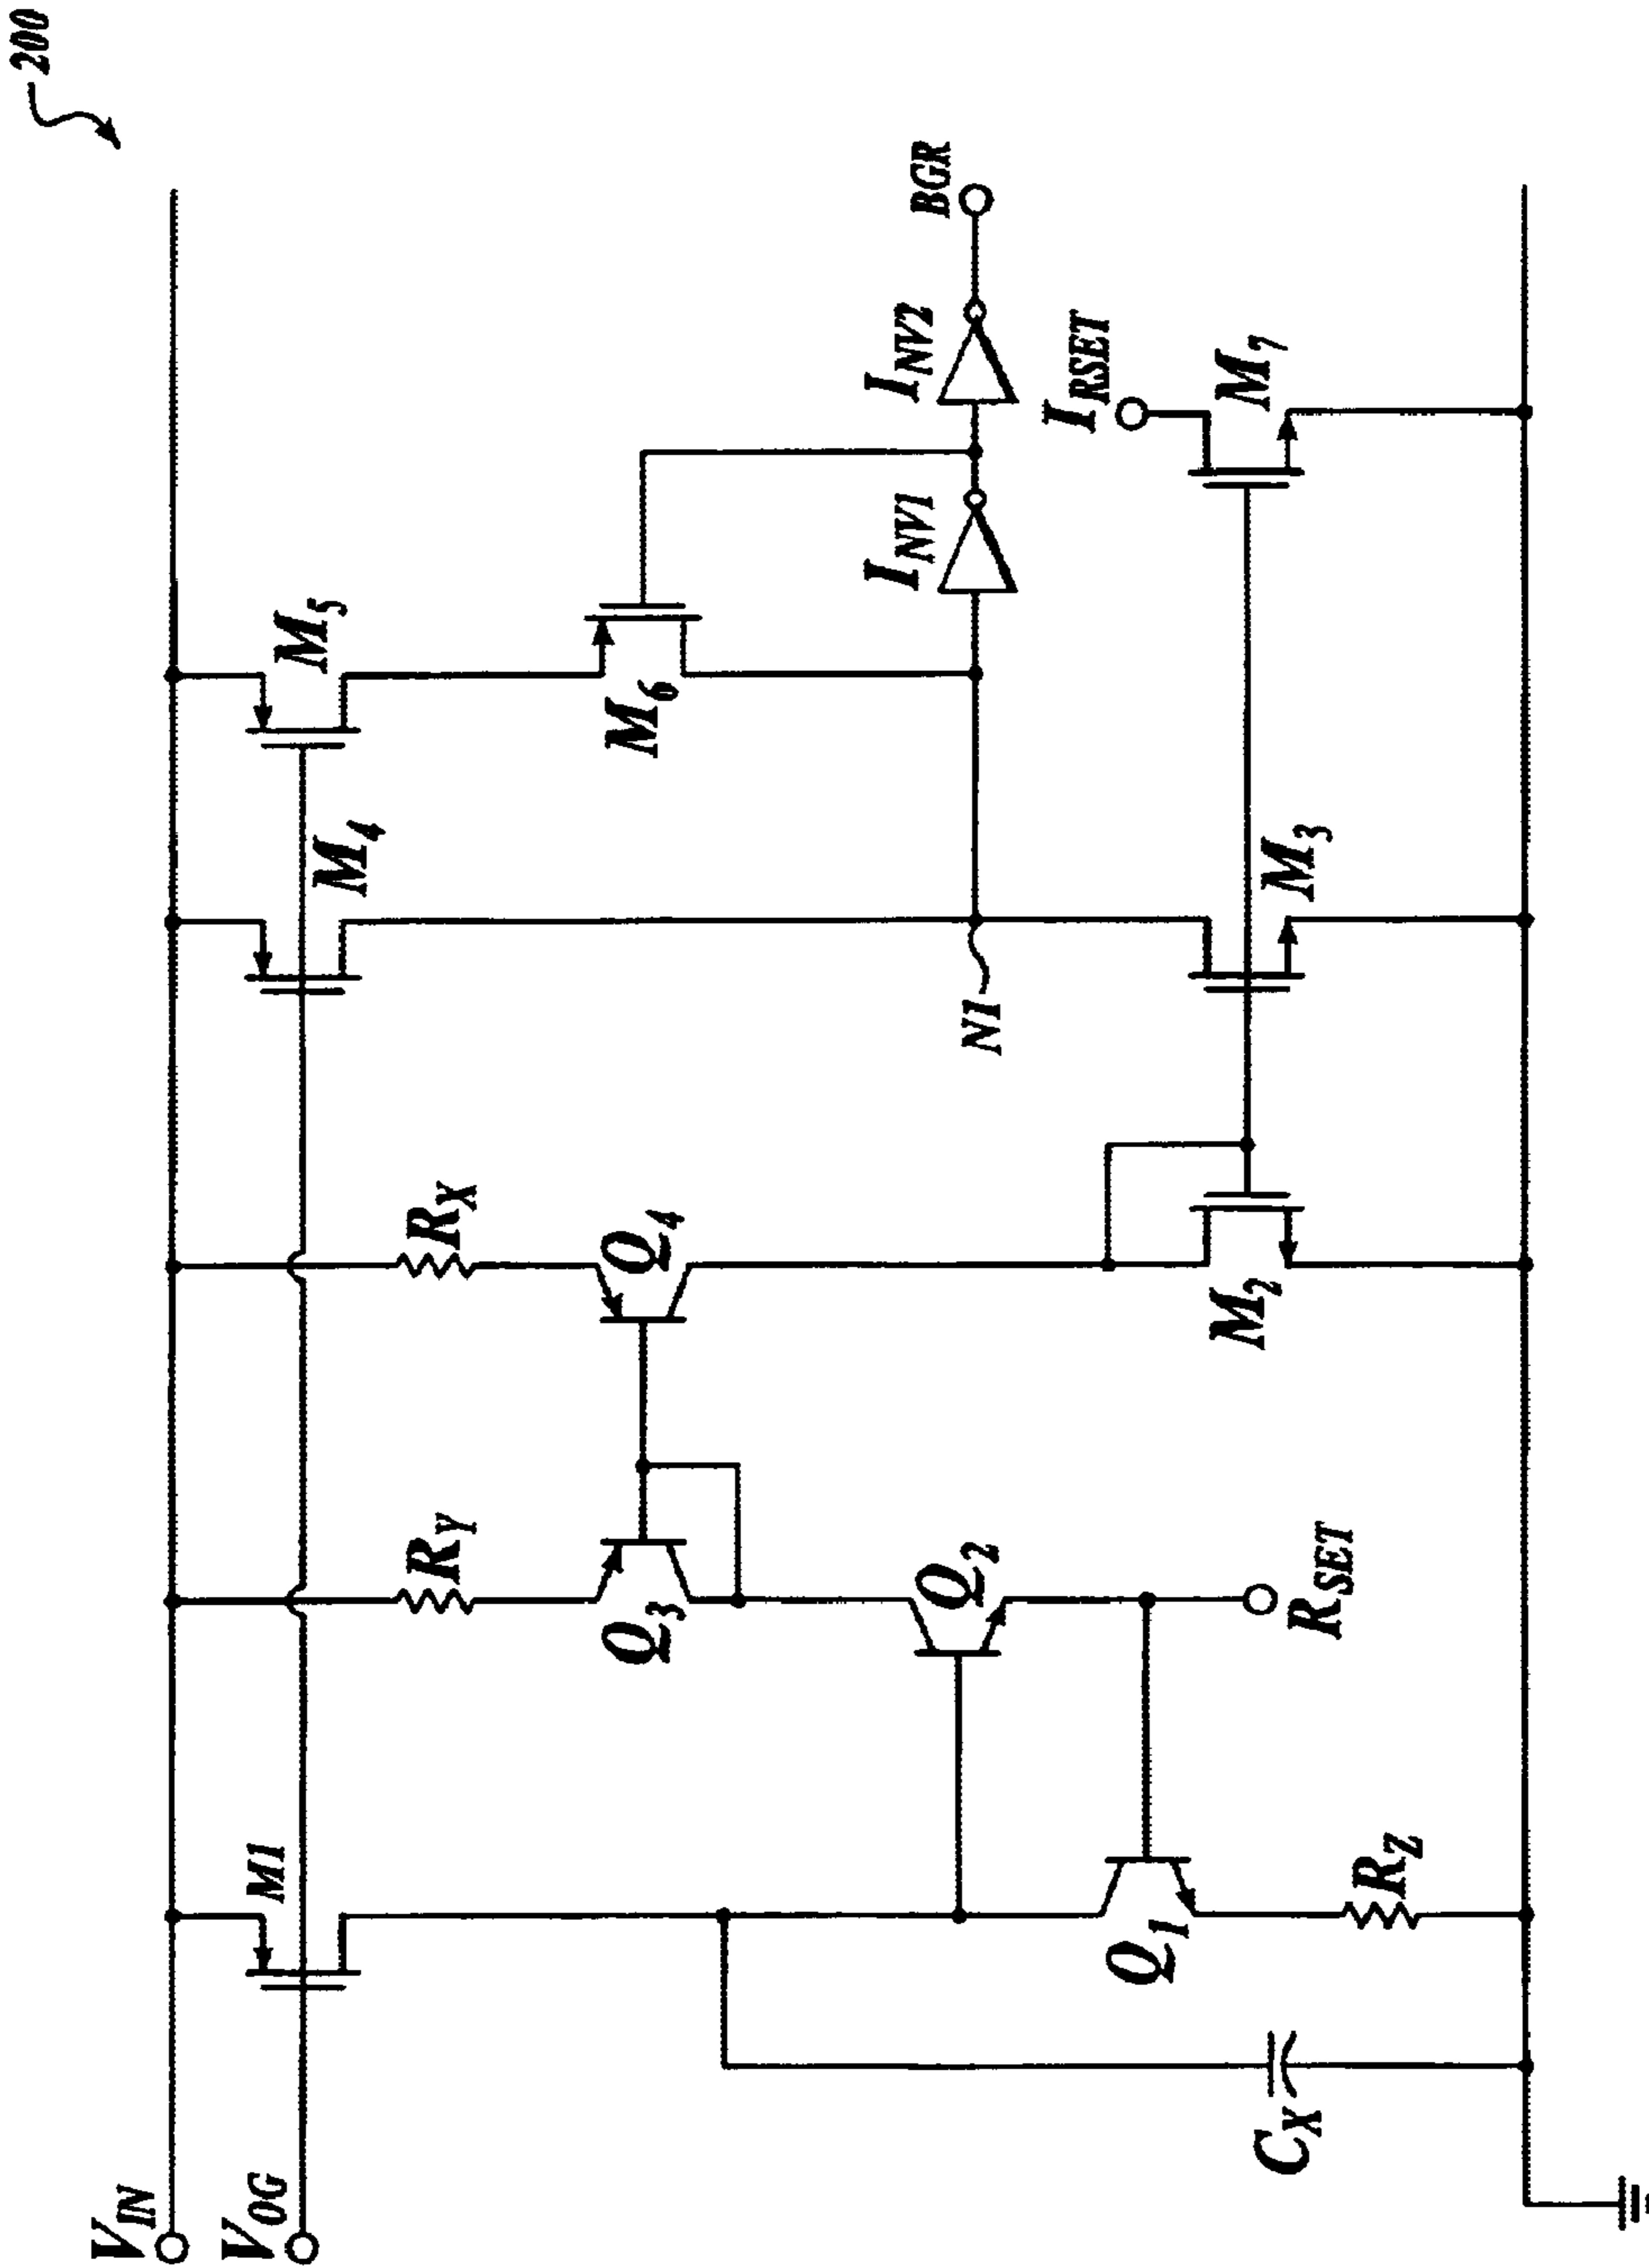 200
V_IN
V_OG
M1
M_4
M_5
R_Y
R_X
Q_3
Q_4
M_6
Q_2
N1
I_NV1
I_NV2
BGR
Q_1
R_Z
C_X
R_SET
M_2
M_3
I_RSET
M_7